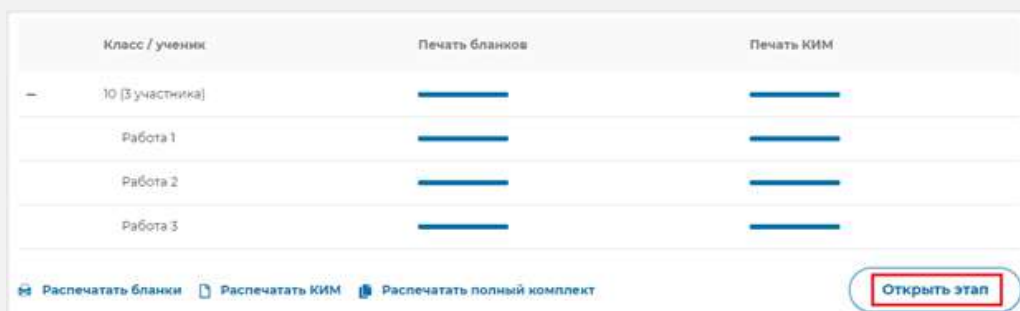 Класс / ученик Печать бланков Печать КИМ
– 10 (3 участника)
Работа 1
Работа 2
Работа 3
Распечатать бланки Распечатать КИМ Распечатать полный комплект Открыть этап